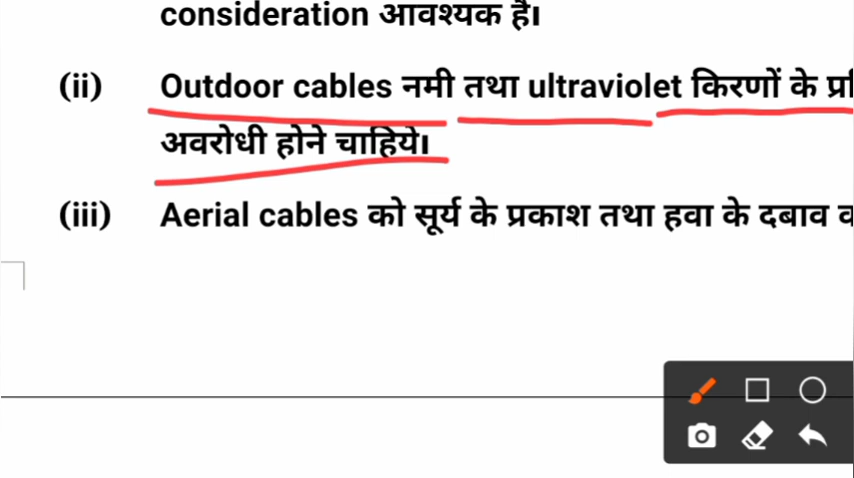 consideration आवश्यक है।
(ii) Outdoor cables नमी तथा ultraviolet किरणों के
अवरोधी होने चाहिये।
(iii) Aerial cables को सूर्य के प्रकाश तथा हवा के दबाव